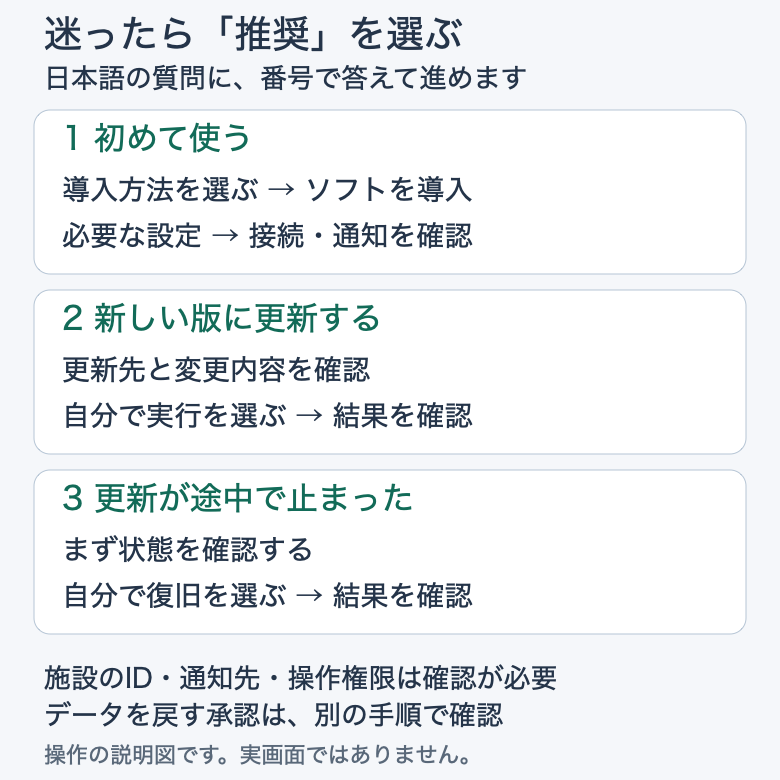 迷ったら「推奨」を選ぶ
日本語の質問に、番号で答えて進めます
1 初めて使う
導入方法を選ぶ → ソフトを導入
必要な設定 → 接続・通知を確認
2 新しい版に更新する
更新先と変更内容を確認
自分で実行を選ぶ → 結果を確認
3 更新が途中で止まった
まず状態を確認する
自分で復旧を選ぶ → 結果を確認
施設のID・通知先・操作権限は確認が必要
データを戻す承認は、別の手順で確認
操作の説明図です。実画面ではありません。